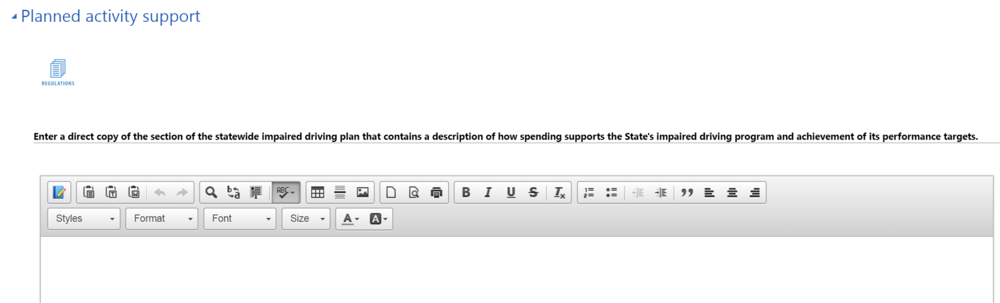 Planned activity support
REGULATIONS
Enter a direct copy of the section of the statewide impaired driving plan that contains a description of how spending supports the State's impaired driving program and achievement of its performance targets.
ABC
B I U S Ix
Styles Format Font Size A A